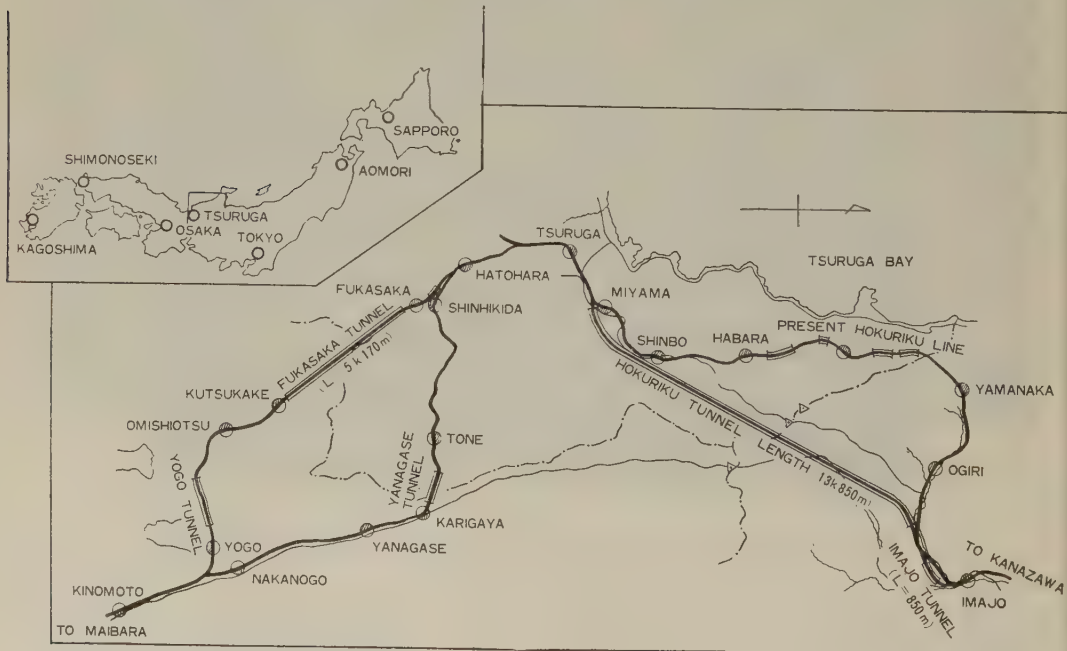 SAPPORO
AOMORI
SHIMONOSEKI
TSURUGA
OSAKA
TOKYO
KAGOSHIMA
TSURUGA
TSURUGA BAY
HATOHARA
FUKASAKA
SHINHIKIDA
MIYAMA
SHINBO
HABARA
PRESENT HOKURIKU LINE
FUKASAKA TUNNEL
(L 5k170m)
HOKURIKU TUNNEL LENGTH 13k850m)
YAMANAKA
KUTSUKAKE
OMISHIOTSU
TONE
OGIRI
YOGO TUNNEL
YANAGASE
TUNNEL
KARIGAYA
YOGO
YANAGASE
NAKANOGO
IMAJO TUNNEL
(L=850m)
TO KANAZAWA
IMAJO
KINOMOTO
TO MAIBARA